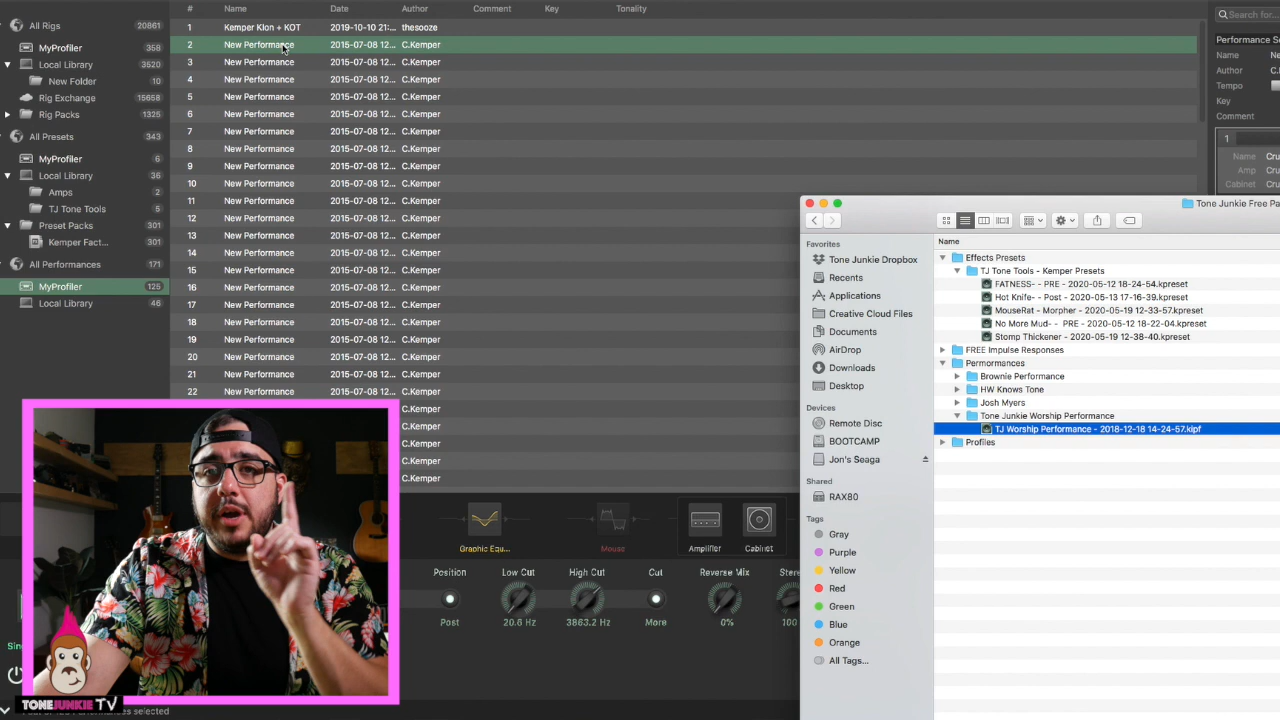 # Name Date Author Comment Key Tonality
All Rigs 20861
MyProfiler 358
Local Library 3520
New Folder 10
Rig Exchange 15658
Rig Packs 1325
All Presets 343
MyProfiler 6
Local Library 36
Amps 2
TJ Tone Tools 5
Preset Packs 301
Kemper Fact... 301
All Performances 171
MyProfiler 125
Local Library 46
1 Kemper Klon + KOT 2019-10-10 21:... thesooze
2 New Performance 2015-07-08 12... C.Kemper
3 New Performance 2015-07-08 12... C.Kemper
4 New Performance 2015-07-08 12... C.Kemper
5 New Performance 2015-07-08 12... C.Kemper
6 New Performance 2015-07-08 12... C.Kemper
7 New Performance 2015-07-08 12... C.Kemper
8 New Performance 2015-07-08 12... C.Kemper
9 New Performance 2015-07-08 12... C.Kemper
10 New Performance 2015-07-08 12... C.Kemper
11 New Performance 2015-07-08 12... C.Kemper
12 New Performance 2015-07-08 12... C.Kemper
13 New Performance 2015-07-08 12... C.Kemper
14 New Performance 2015-07-08 12... C.Kemper
15 New Performance 2015-07-08 12... C.Kemper
16 New Performance 2015-07-08 12... C.Kemper
17 New Performance 2015-07-08 12... C.Kemper
18 New Performance 2015-07-08 12... C.Kemper
19 New Performance 2015-07-08 12... C.Kemper
20 New Performance 2015-07-08 12... C.Kemper
21 New Performance 2015-07-08 12... C.Kemper
22 New Performance 2015-07-08 12... C.Kemper
C.Kemper
C.Kemper
C.Kemper
C.Kemper
C.Kemper
Search for...
Performance Se
Name Ne
Author C.
Tempo
Key
Comment
1
Name Cru
Amp Cru
Cabinet Cru
Tone Junkie Free Pa
Favorites
Tone Junkie Dropbox
Recents
Applications
Creative Cloud Files
Documents
AirDrop
Downloads
Desktop
Devices
Remote Disc
BOOTCAMP
Jon's Seaga
Shared
RAX80
Tags
Gray
Purple
Yellow
Red
Green
Blue
Orange
All Tags...
Name
Effects Presets
TJ Tone Tools - Kemper Presets
FATNESS- - PRE - 2020-05-12 18-24-54.kpreset
Hot Knife- - Post - 2020-05-13 17-16-39.kpreset
MouseRat - Morpher - 2020-05-19 12-33-57.kpreset
No More Mud- - PRE - 2020-05-12 18-22-04.kpreset
Stomp Thickener - 2020-05-19 12-38-40.kpreset
FREE Impulse Responses
Permormances
Brownie Performance
HW Knows Tone
Josh Myers
Tone Junkie Worship Performance
TJ Worship Performance - 2018-12-18 14-24-57.kipf
Profiles
Graphic Equ... Mouse Amplifier Cabinet
Position Low Cut High Cut Cut Reverse Mix Stere
Post 20.6 Hz 3863.2 Hz More 0% 100
TONEJUNKIE TV